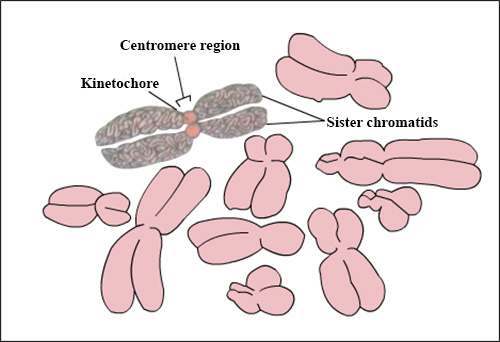 Centromere region
Kinetochore
Sister chromatids